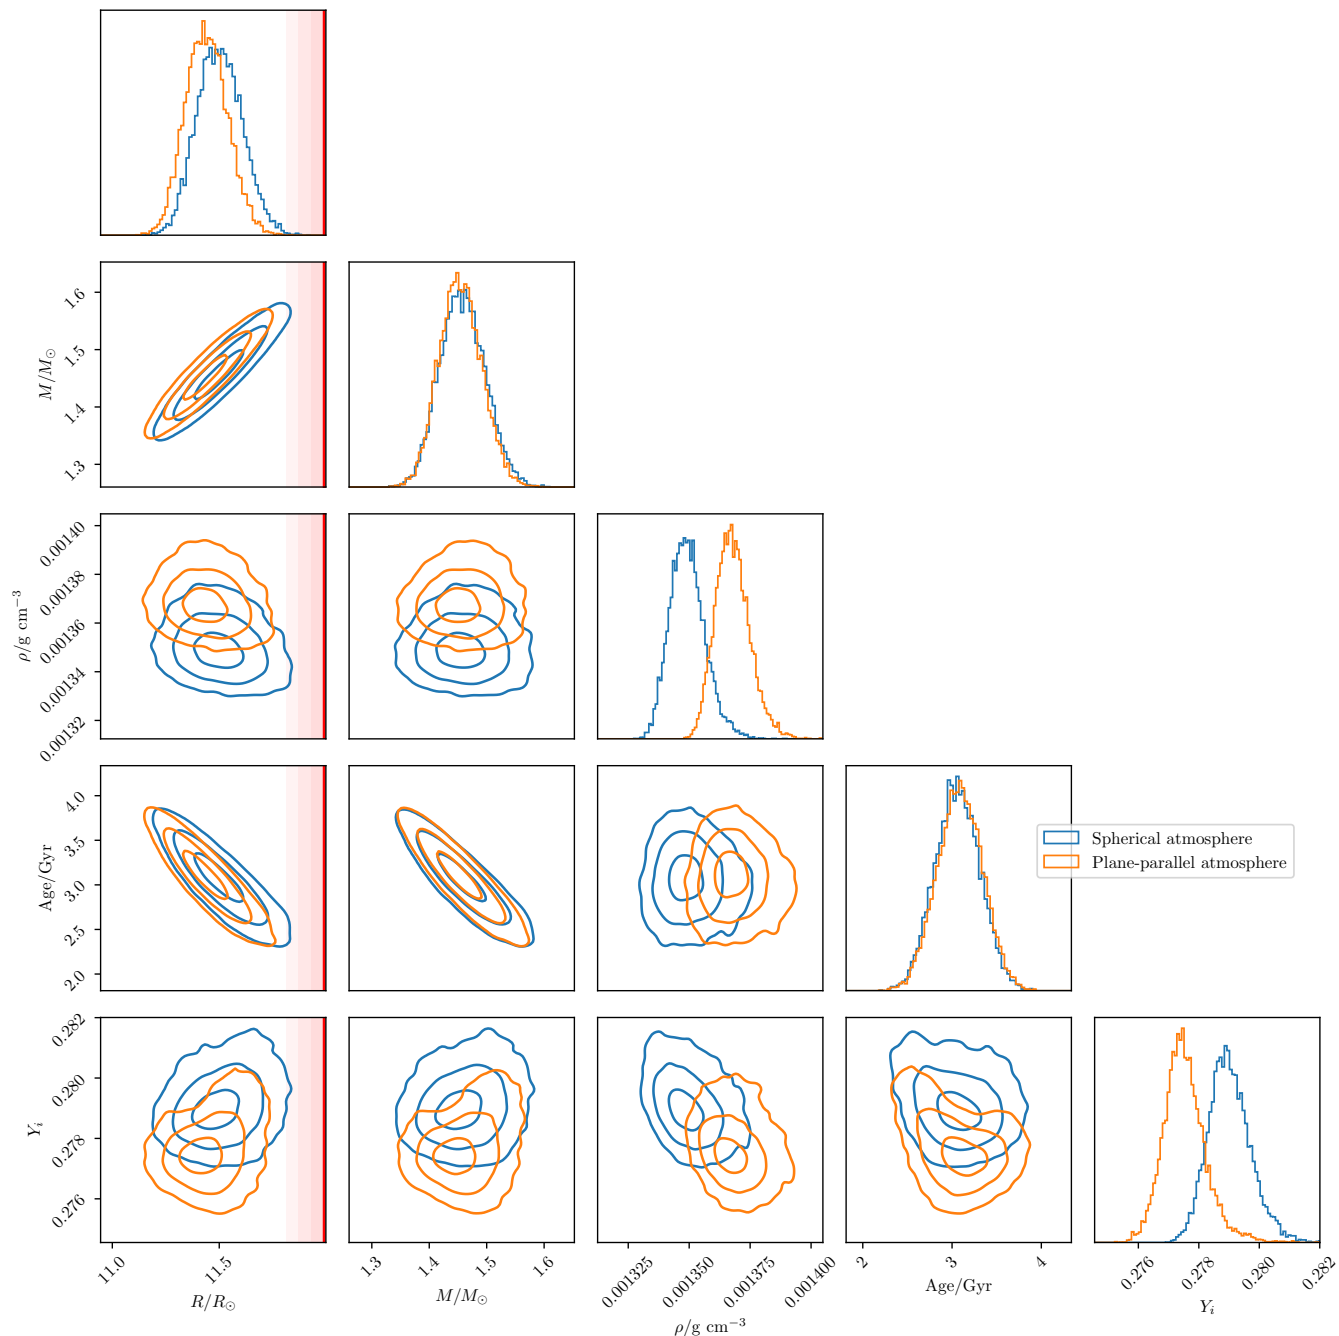 1.6
1.5
1.4
1.3
M/M⊙
0.00140
0.00138
0.00136
0.00134
0.00132
ρ/g cm⁻³
4.0
3.5
3.0
2.5
2.0
Age/Gyr
Spherical atmosphere
Plane-parallel atmosphere
0.282
0.280
0.278
0.276
Yᵢ
11.0 11.5
R/R⊙
1.3 1.4 1.5 1.6
M/M⊙
0.001325 0.001350 0.001375 0.001400
ρ/g cm⁻³
2 3 4
Age/Gyr
0.276 0.278 0.280 0.282
Yᵢ